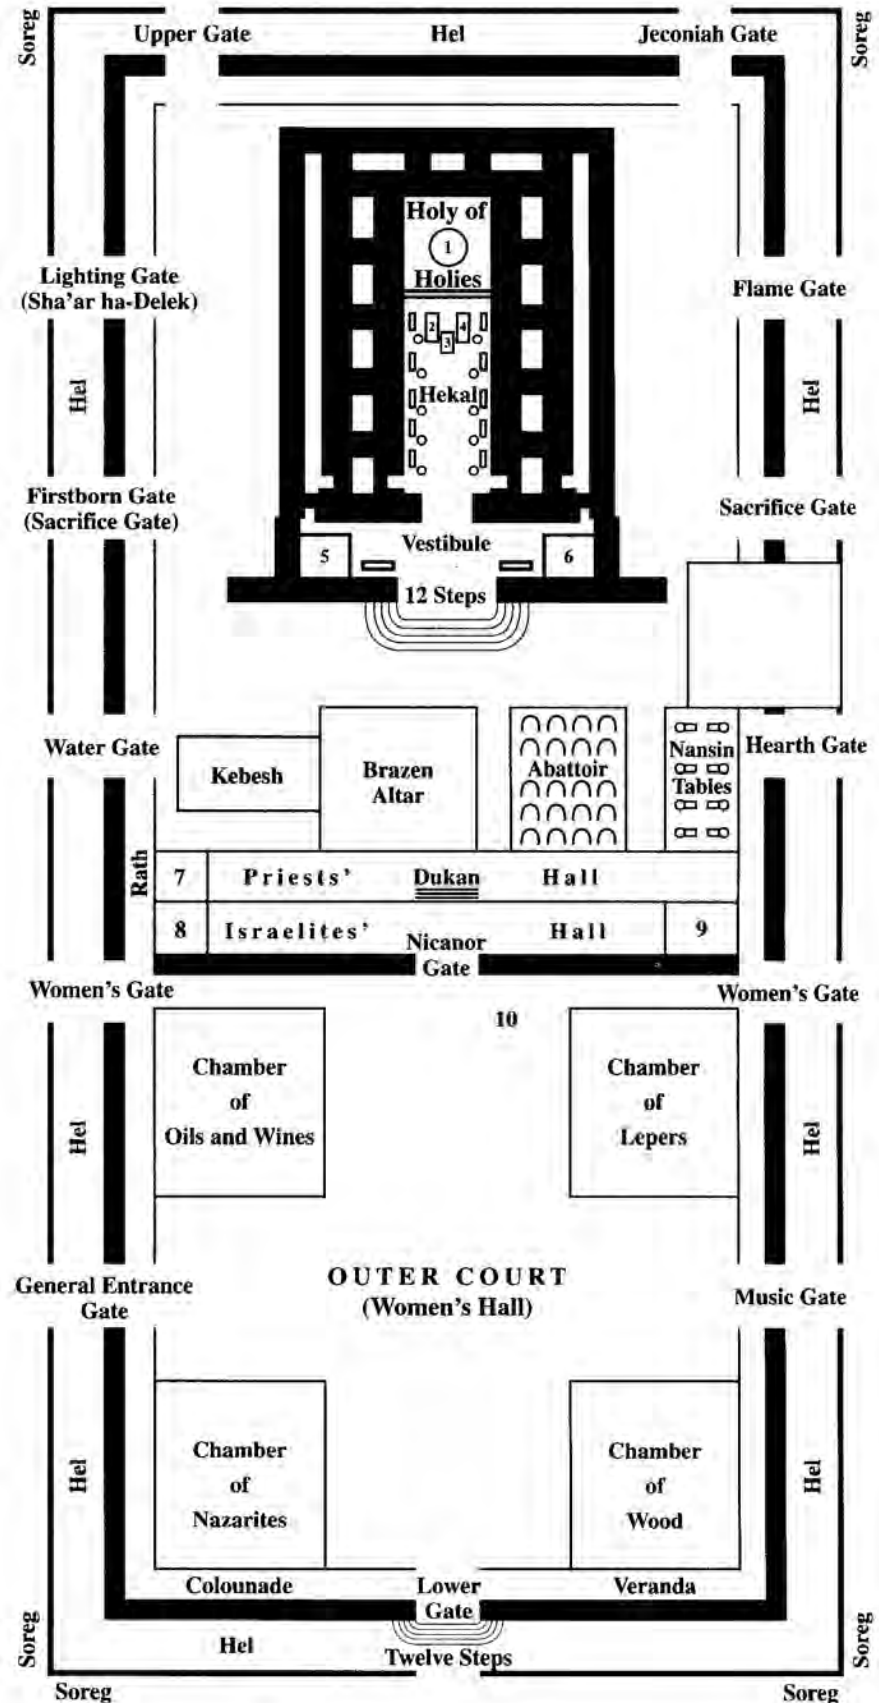 Soreg
Upper Gate
Hel
Jeconiah Gate
Soreg
Holy of
1
Holies
Lighting Gate
(Sha'ar ha-Delek)
Flame Gate
2
4
3
Hel
Hekal
Hel
Firstborn Gate
(Sacrifice Gate)
Sacrifice Gate
Vestibule
5
6
12 Steps
Water Gate
Kebesh
Brazen
Altar
Abattoir
Nansin
Tables
Hearth Gate
Rath
7
Priests'
Dukan
Hall
8
Israelites'
Hall
9
Nicanor
Gate
Women's Gate
Women's Gate
10
Chamber
of
Oils and Wines
Chamber
of
Lepers
Hel
Hel
OUTER COURT
(Women's Hall)
General Entrance
Gate
Music Gate
Hel
Chamber
of
Nazarites
Chamber
of
Wood
Hel
Colounade
Lower
Gate
Veranda
Soreg
Hel
Twelve Steps
Soreg
Soreg
Soreg